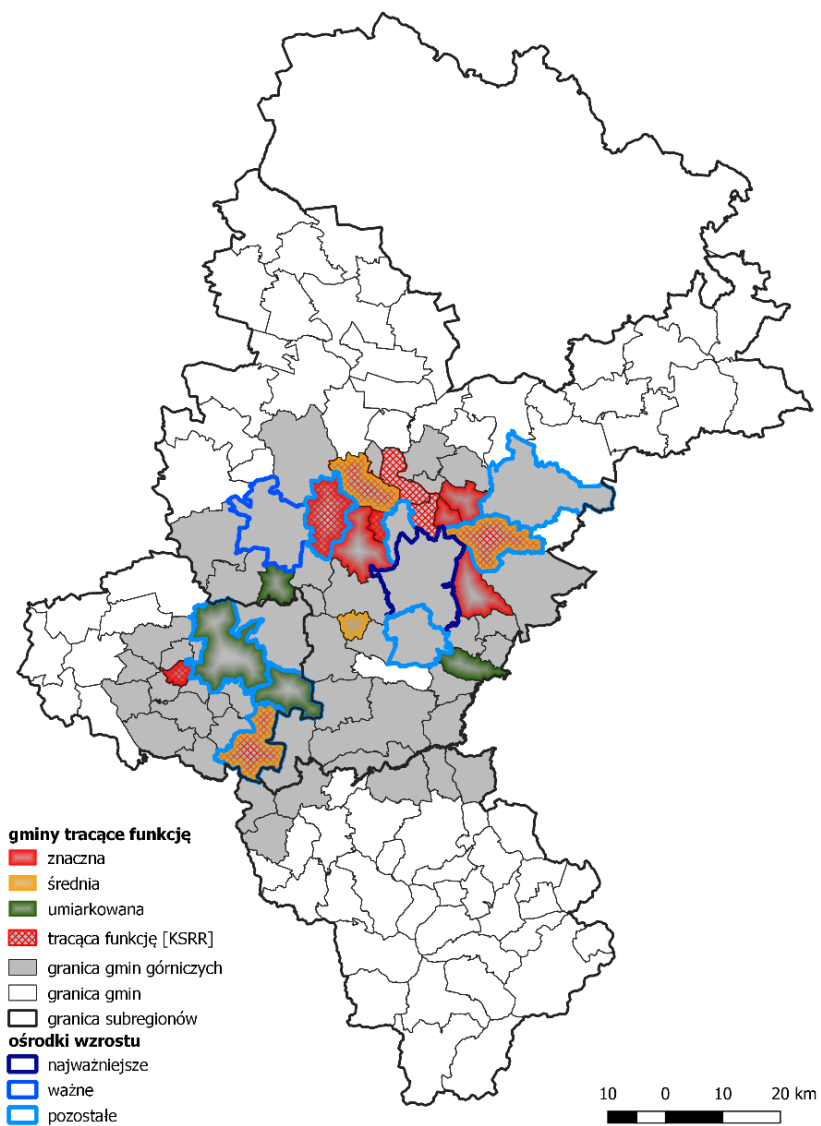 gminy tracące funkcję
znaczna
średnia
umiarkowana
tracąca funkcję [KSRR]
granica gmin górniczych
granica gmin
granica subregionów
ośrodki wzrostu
najważniejsze
ważne
pozostałe
10 0 10 20 km